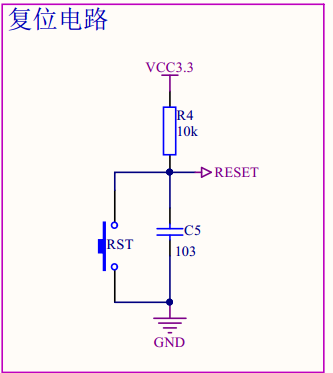 复位电路
VCC3.3
R4
10k
RESET
RST
C5
103
GND